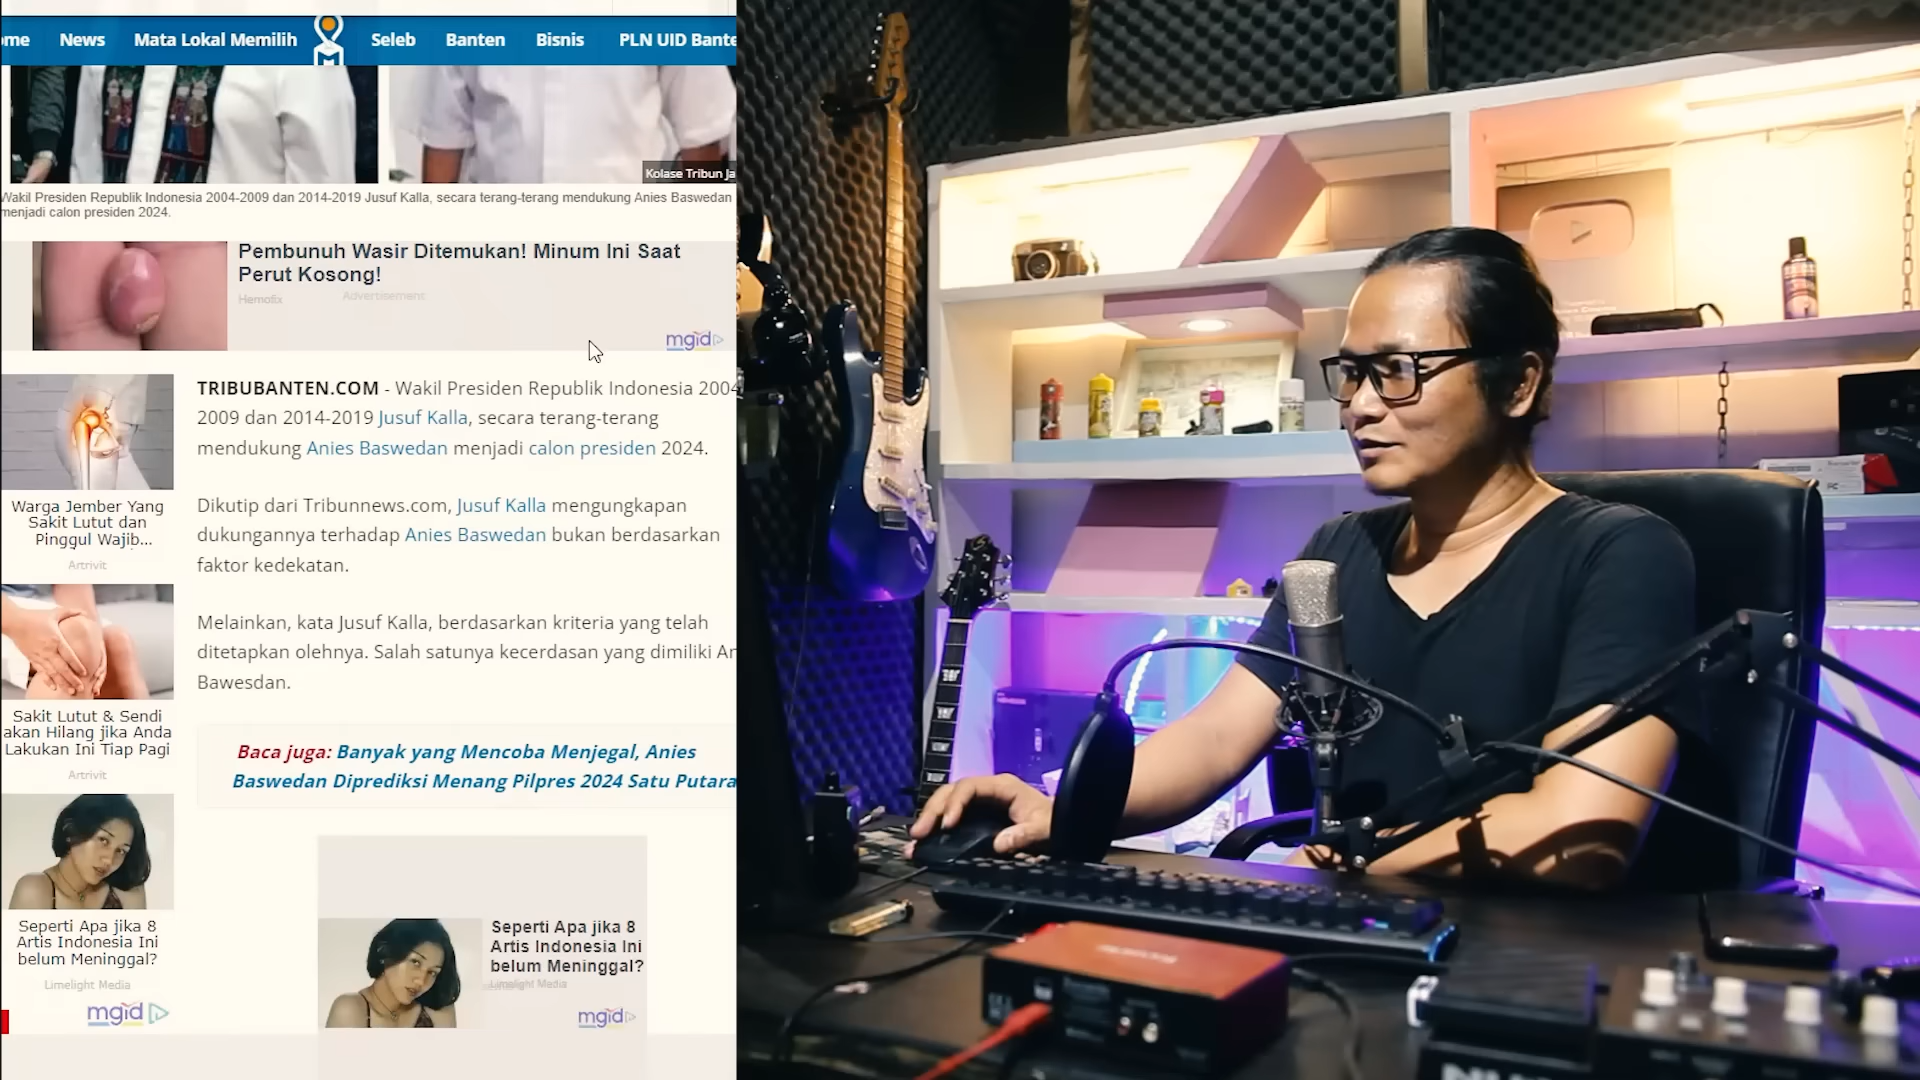 ome News Mata Lokal Memilih Seleb Banten Bisnis PLN UID Bante
Kolase Tribun Ja
Wakil Presiden Republik Indonesia 2004-2009 dan 2014-2019 Jusuf Kalla, secara terang-terang mendukung Anies Baswedan
menjadi calon presiden 2024.
Pembunuh Wasir Ditemukan! Minum Ini Saat
Perut Kosong!
Hemofix Advertisemens
mgid
TRIBUBANTEN.COM - Wakil Presiden Republik Indonesia 2004-
2009 dan 2014-2019 Jusuf Kalla, secara terang-terang
mendukung Anies Baswedan menjadi calon presiden 2024.
Dikutip dari Tribunnews.com, Jusuf Kalla mengungkapan
dukungannya terhadap Anies Baswedan bukan berdasarkan
faktor kedekatan.
Melainkan, kata Jusuf Kalla, berdasarkan kriteria yang telah
ditetapkan olehnya. Salah satunya kecerdasan yang dimiliki An
Bawesdan.
Baca juga: Banyak yang Mencoba Menjegal, Anies
Baswedan Diprediksi Menang Pilpres 2024 Satu Putara
Warga Jember Yang
Sakit Lutut dan
Pinggul Wajib...
Artrivit
Sakit Lutut & Sendi
akan Hilang jika Anda
Lakukan Ini Tiap Pagi
Artrivit
Seperti Apa jika 8
Artis Indonesia Ini
belum Meninggal?
Limelight Media
mgid
Seperti Apa jika 8
Artis Indonesia Ini
belum Meninggal?
Limelight Media
mgid